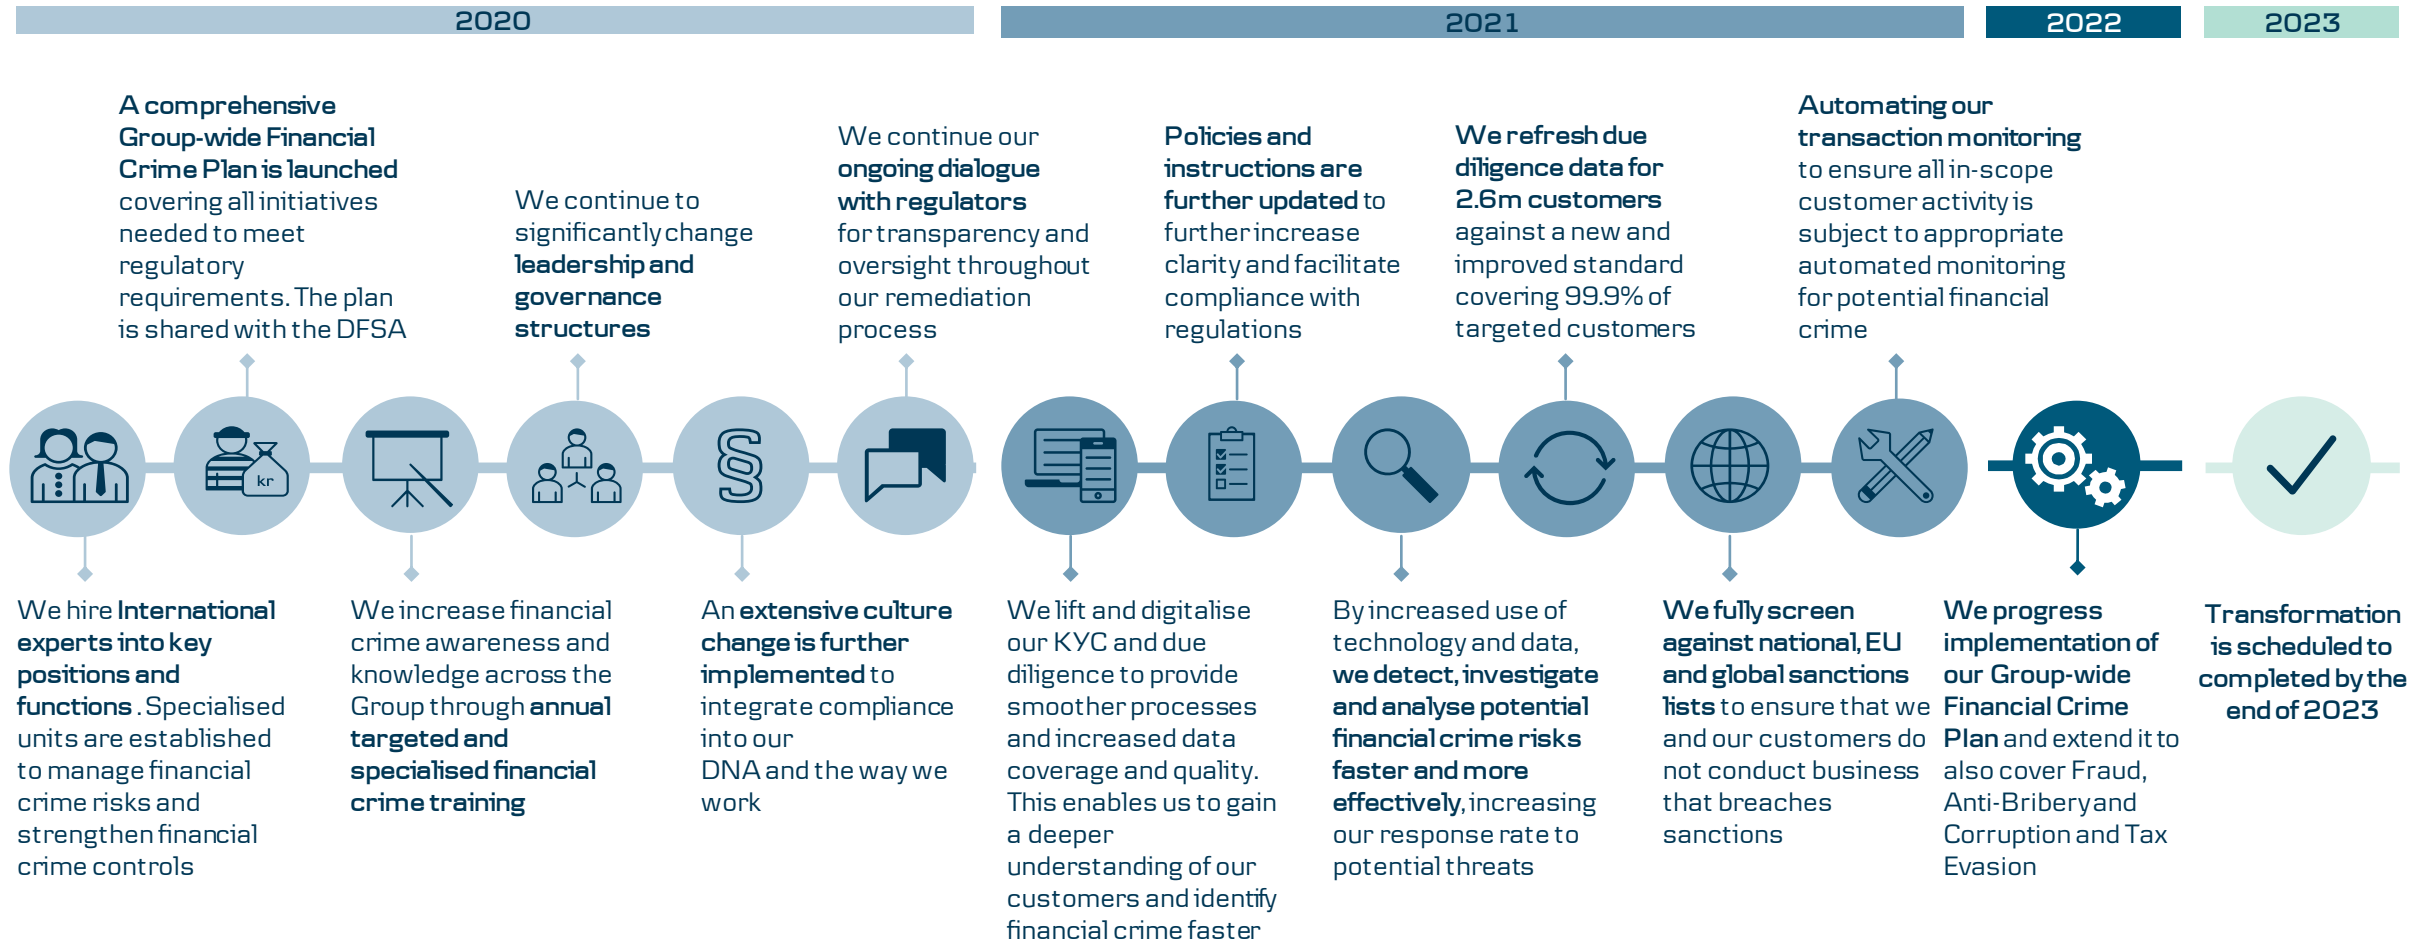 2020
2021
2022
2023
A comprehensive
Group-wide Financial
Crime Plan is launched
covering all initiatives
needed to meet
regulatory
requirements. The plan
is shared with the DFSA
We continue to
significantly change
leadership and
governance
structures
We continue our
ongoing dialogue
with regulators
for transparency and
oversight throughout
our remediation
process
Policies and
instructions are
further updated to
further increase
clarity and facilitate
compliance with
regulations
We refresh due
diligence data for
2.6m customers
against a new and
improved standard
covering 99.9% of
targeted customers
Automating our
transaction monitoring
to ensure all in-scope
customer activity is
subject to appropriate
automated monitoring
for potential financial
crime
kr
We hire International
experts into key
positions and
functions . Specialised
units are established
to manage financial
crime risks and
strengthen financial
crime controls
We increase financial
crime awareness and
knowledge across the
Group through annual
targeted and
specialised financial
crime training
An extensive culture
change is further
implemented to
integrate compliance
into our
DNA and the way we
work
We lift and digitalise
our KYC and due
diligence to provide
smoother processes
and increased data
coverage and quality.
This enables us to gain
a deeper
understanding of our
customers and identify
financial crime faster
By increased use of
technology and data,
we detect, investigate
and analyse potential
financial crime risks
faster and more
effectively, increasing
our response rate to
potential threats
We fully screen
against national, EU
and global sanctions
lists to ensure that we
and our customers do
not conduct business
that breaches
sanctions
We progress
implementation of
our Group-wide
Financial Crime
Plan and extend it to
also cover Fraud,
Anti-Bribery and
Corruption and Tax
Evasion
Transformation
is scheduled to
completed by the
end of 2023